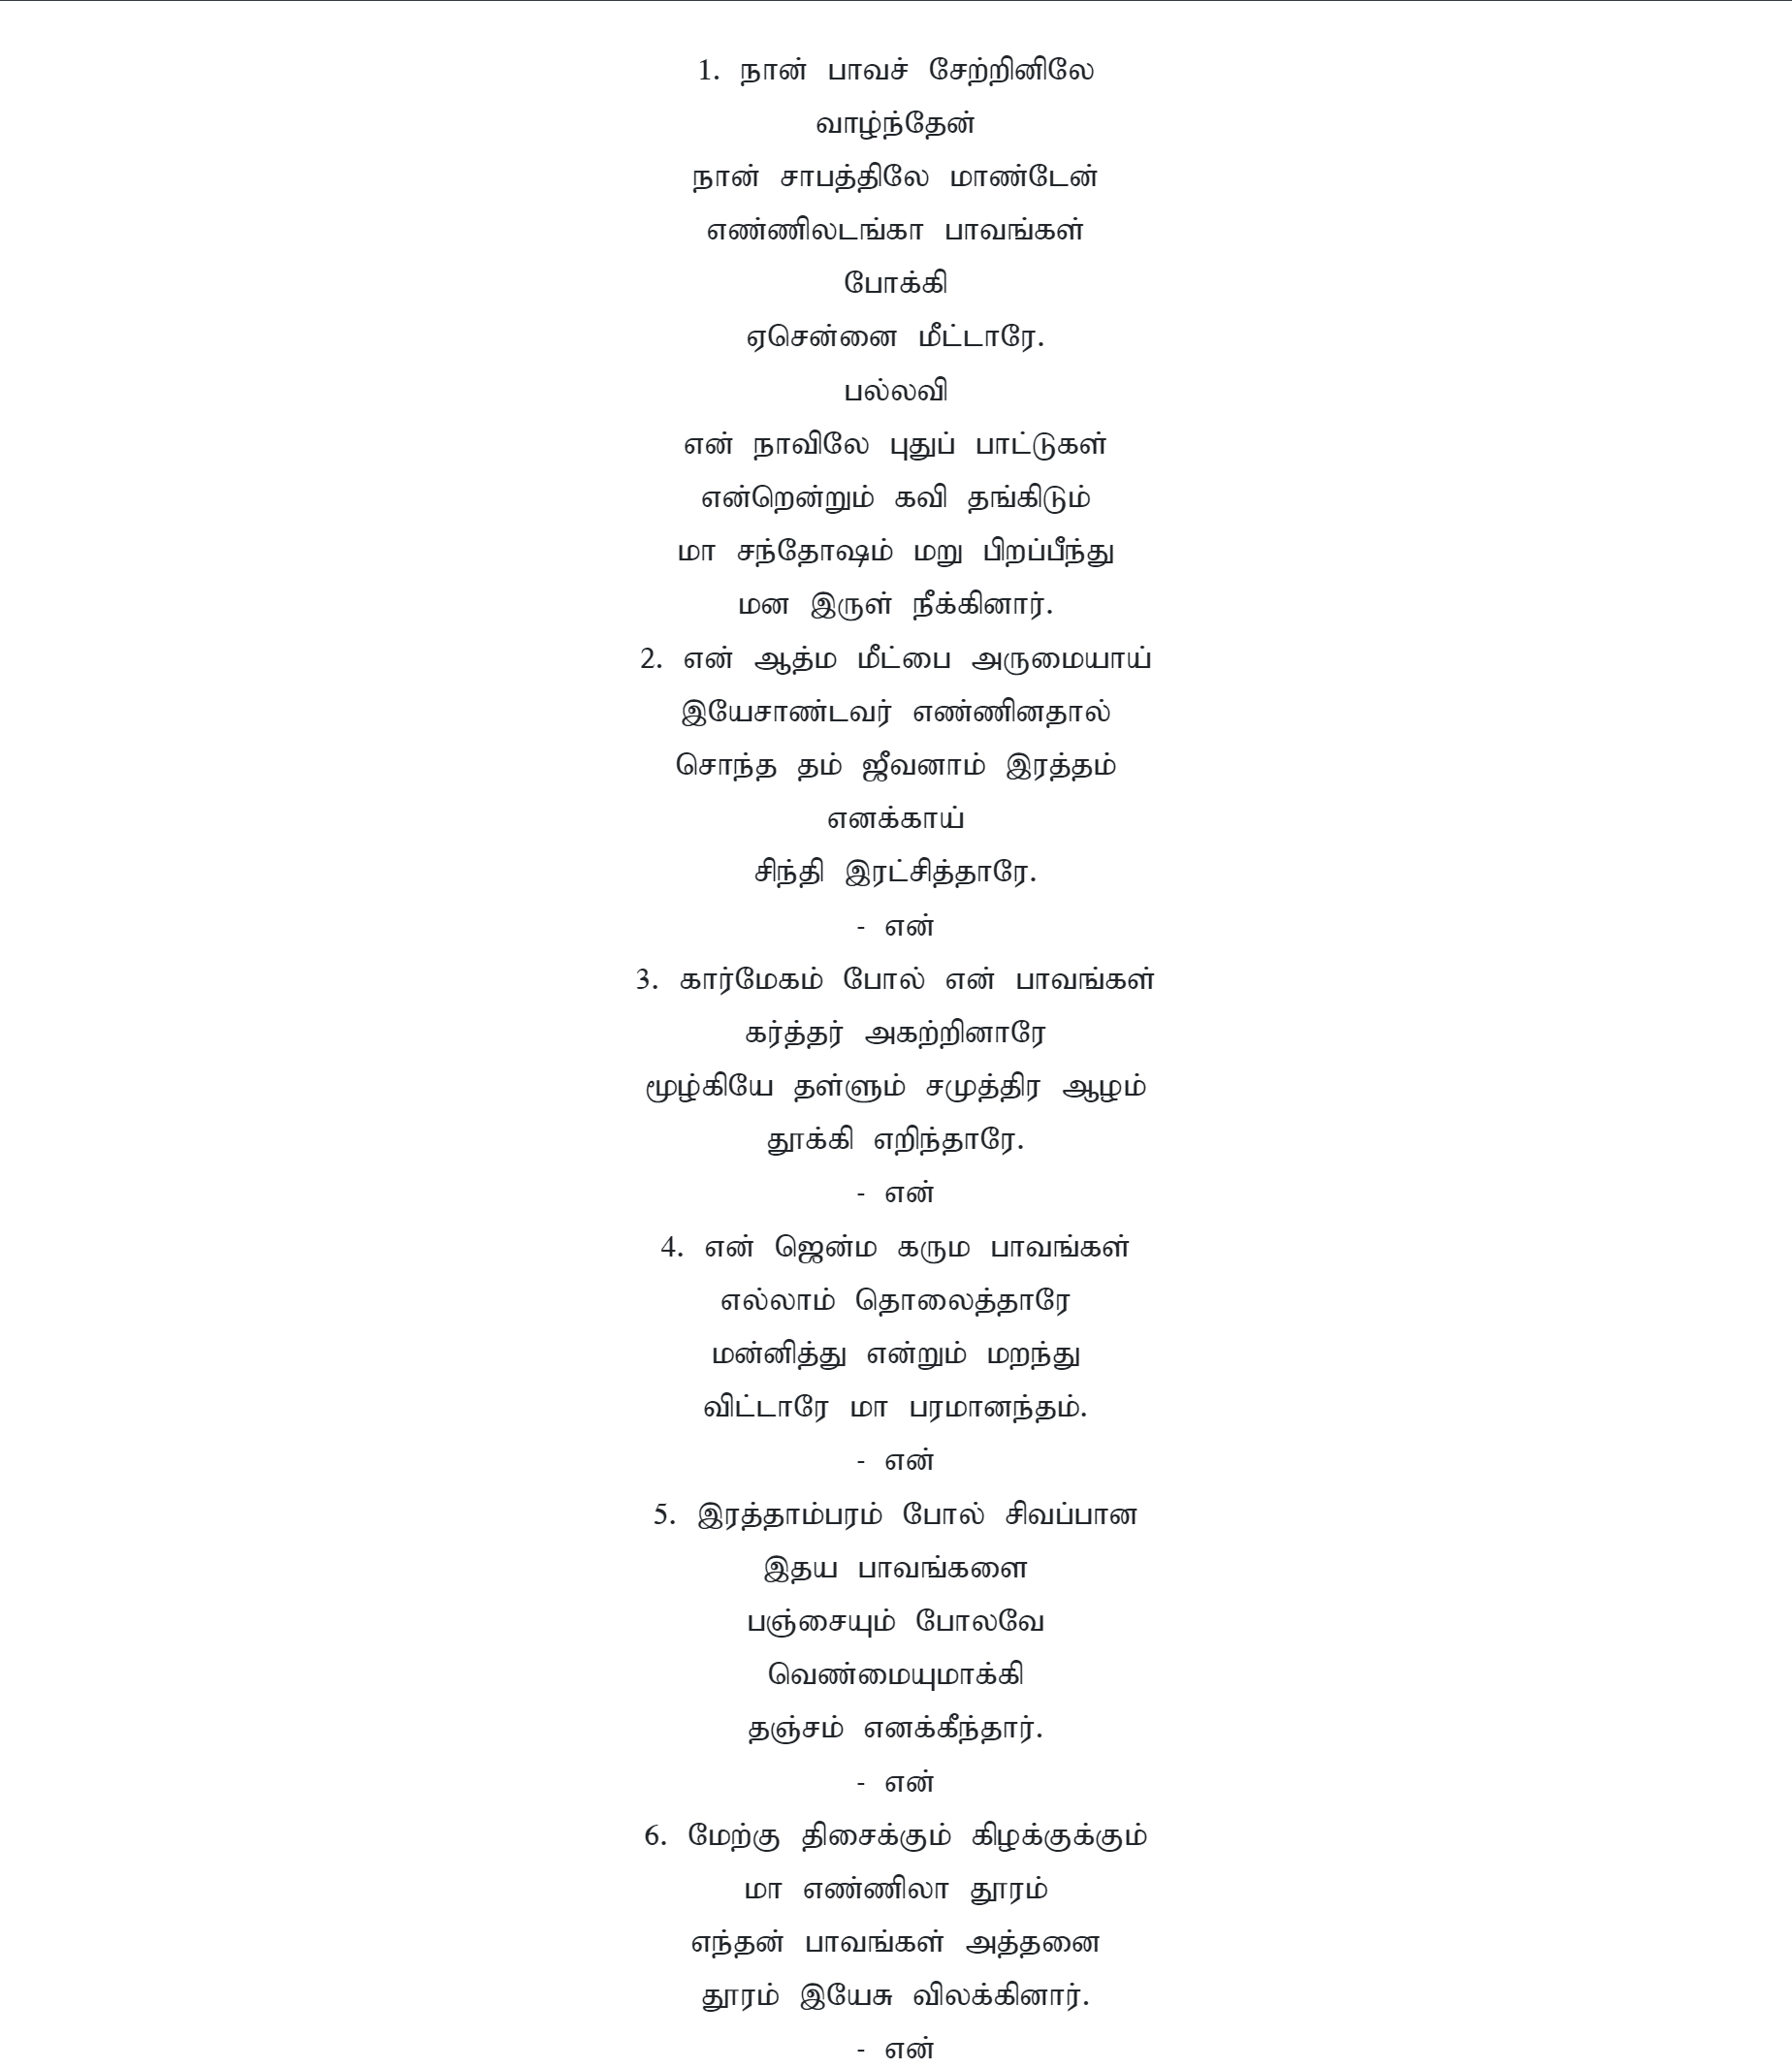 1. நான் பாவச் சேற்றினிலே
வாழ்ந்தேன்
நான் சாபத்திலே மாண்டேன்
எண்ணிலடங்கா பாவங்கள்
போக்கி
ஏசென்னை மீட்டாரே.
பல்லவி
என் நாவிலே புதுப் பாட்டுகள்
என்றென்றும் கவி தங்கிடும்
மா சந்தோஷம் மறு பிறப்பீந்து
மன இருள் நீக்கினார்.
2. என் ஆத்ம மீட்பை அருமையாய்
இயேசாண்டவர் எண்ணினதால்
சொந்த தம் ஜீவனாம் இரத்தம்
எனக்காய்
சிந்தி இரட்சித்தாரே.
- என்
3. கார்மேகம் போல் என் பாவங்கள்
கர்த்தர் அகற்றினாரே
மூழ்கியே தள்ளும் சமுத்திர ஆழம்
தூக்கி எறிந்தாரே.
- என்
4. என் ஜென்ம கரும பாவங்கள்
எல்லாம் தொலைத்தாரே
மன்னித்து என்றும் மறந்து
விட்டாரே மா பரமானந்தம்.
- என்
5. இரத்தாம்பரம் போல் சிவப்பான
இதய பாவங்களை
பஞ்சையும் போலவே
வெண்மையுமாக்கி
தஞ்சம் எனக்கீந்தார்.
- என்
6. மேற்கு திசைக்கும் கிழக்குக்கும்
மா எண்ணிலா தூரம்
எந்தன் பாவங்கள் அத்தனை
தூரம் இயேசு விலக்கினார்.
- என்